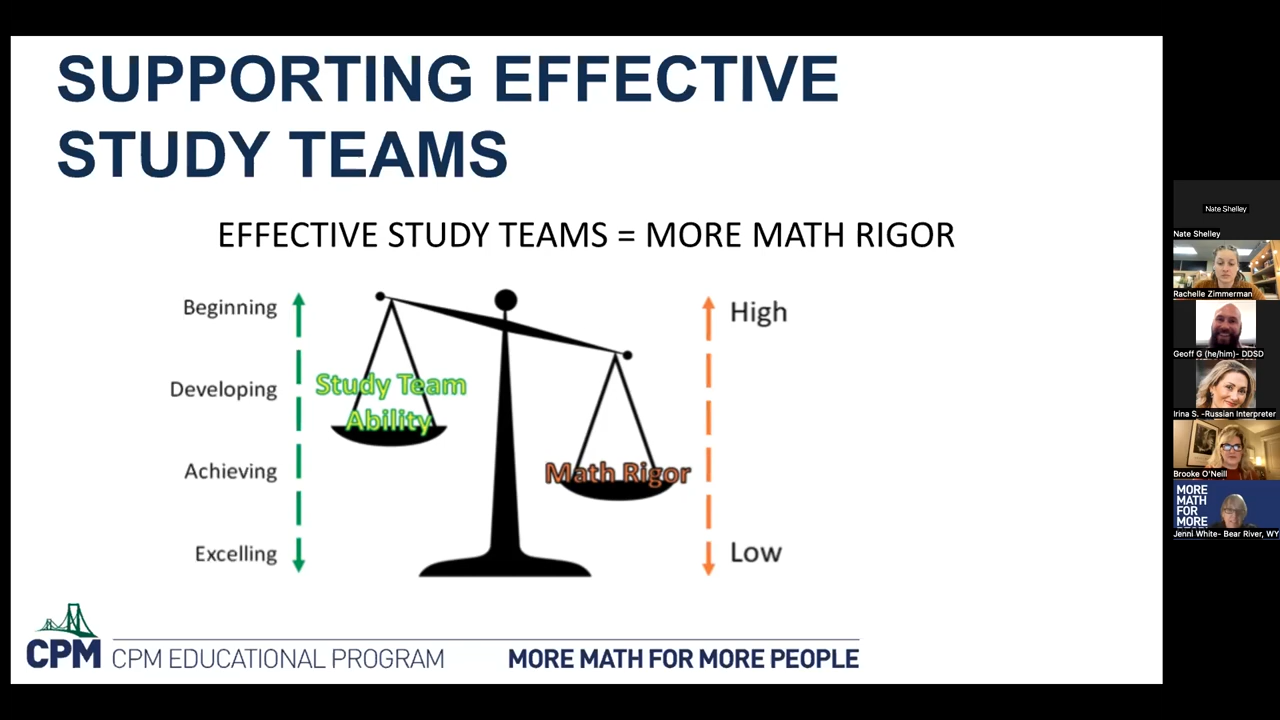 SUPPORTING EFFECTIVE
STUDY TEAMS
EFFECTIVE STUDY TEAMS = MORE MATH RIGOR
Beginning
Developing
Achieving
Excelling
Study Team
Ability
Math Rigor
High
Low
CPM
CPM EDUCATIONAL PROGRAM
MORE MATH FOR MORE PEOPLE
Nate Shelley
Nate Shelley
Rachelle Zimmerman
Geoff G (he/him)- DDSD
Irina S. -Russian Interpreter
Brooke O'Neill
MORE
MATH
FOR
MORE
Jenni White- Bear River, WY